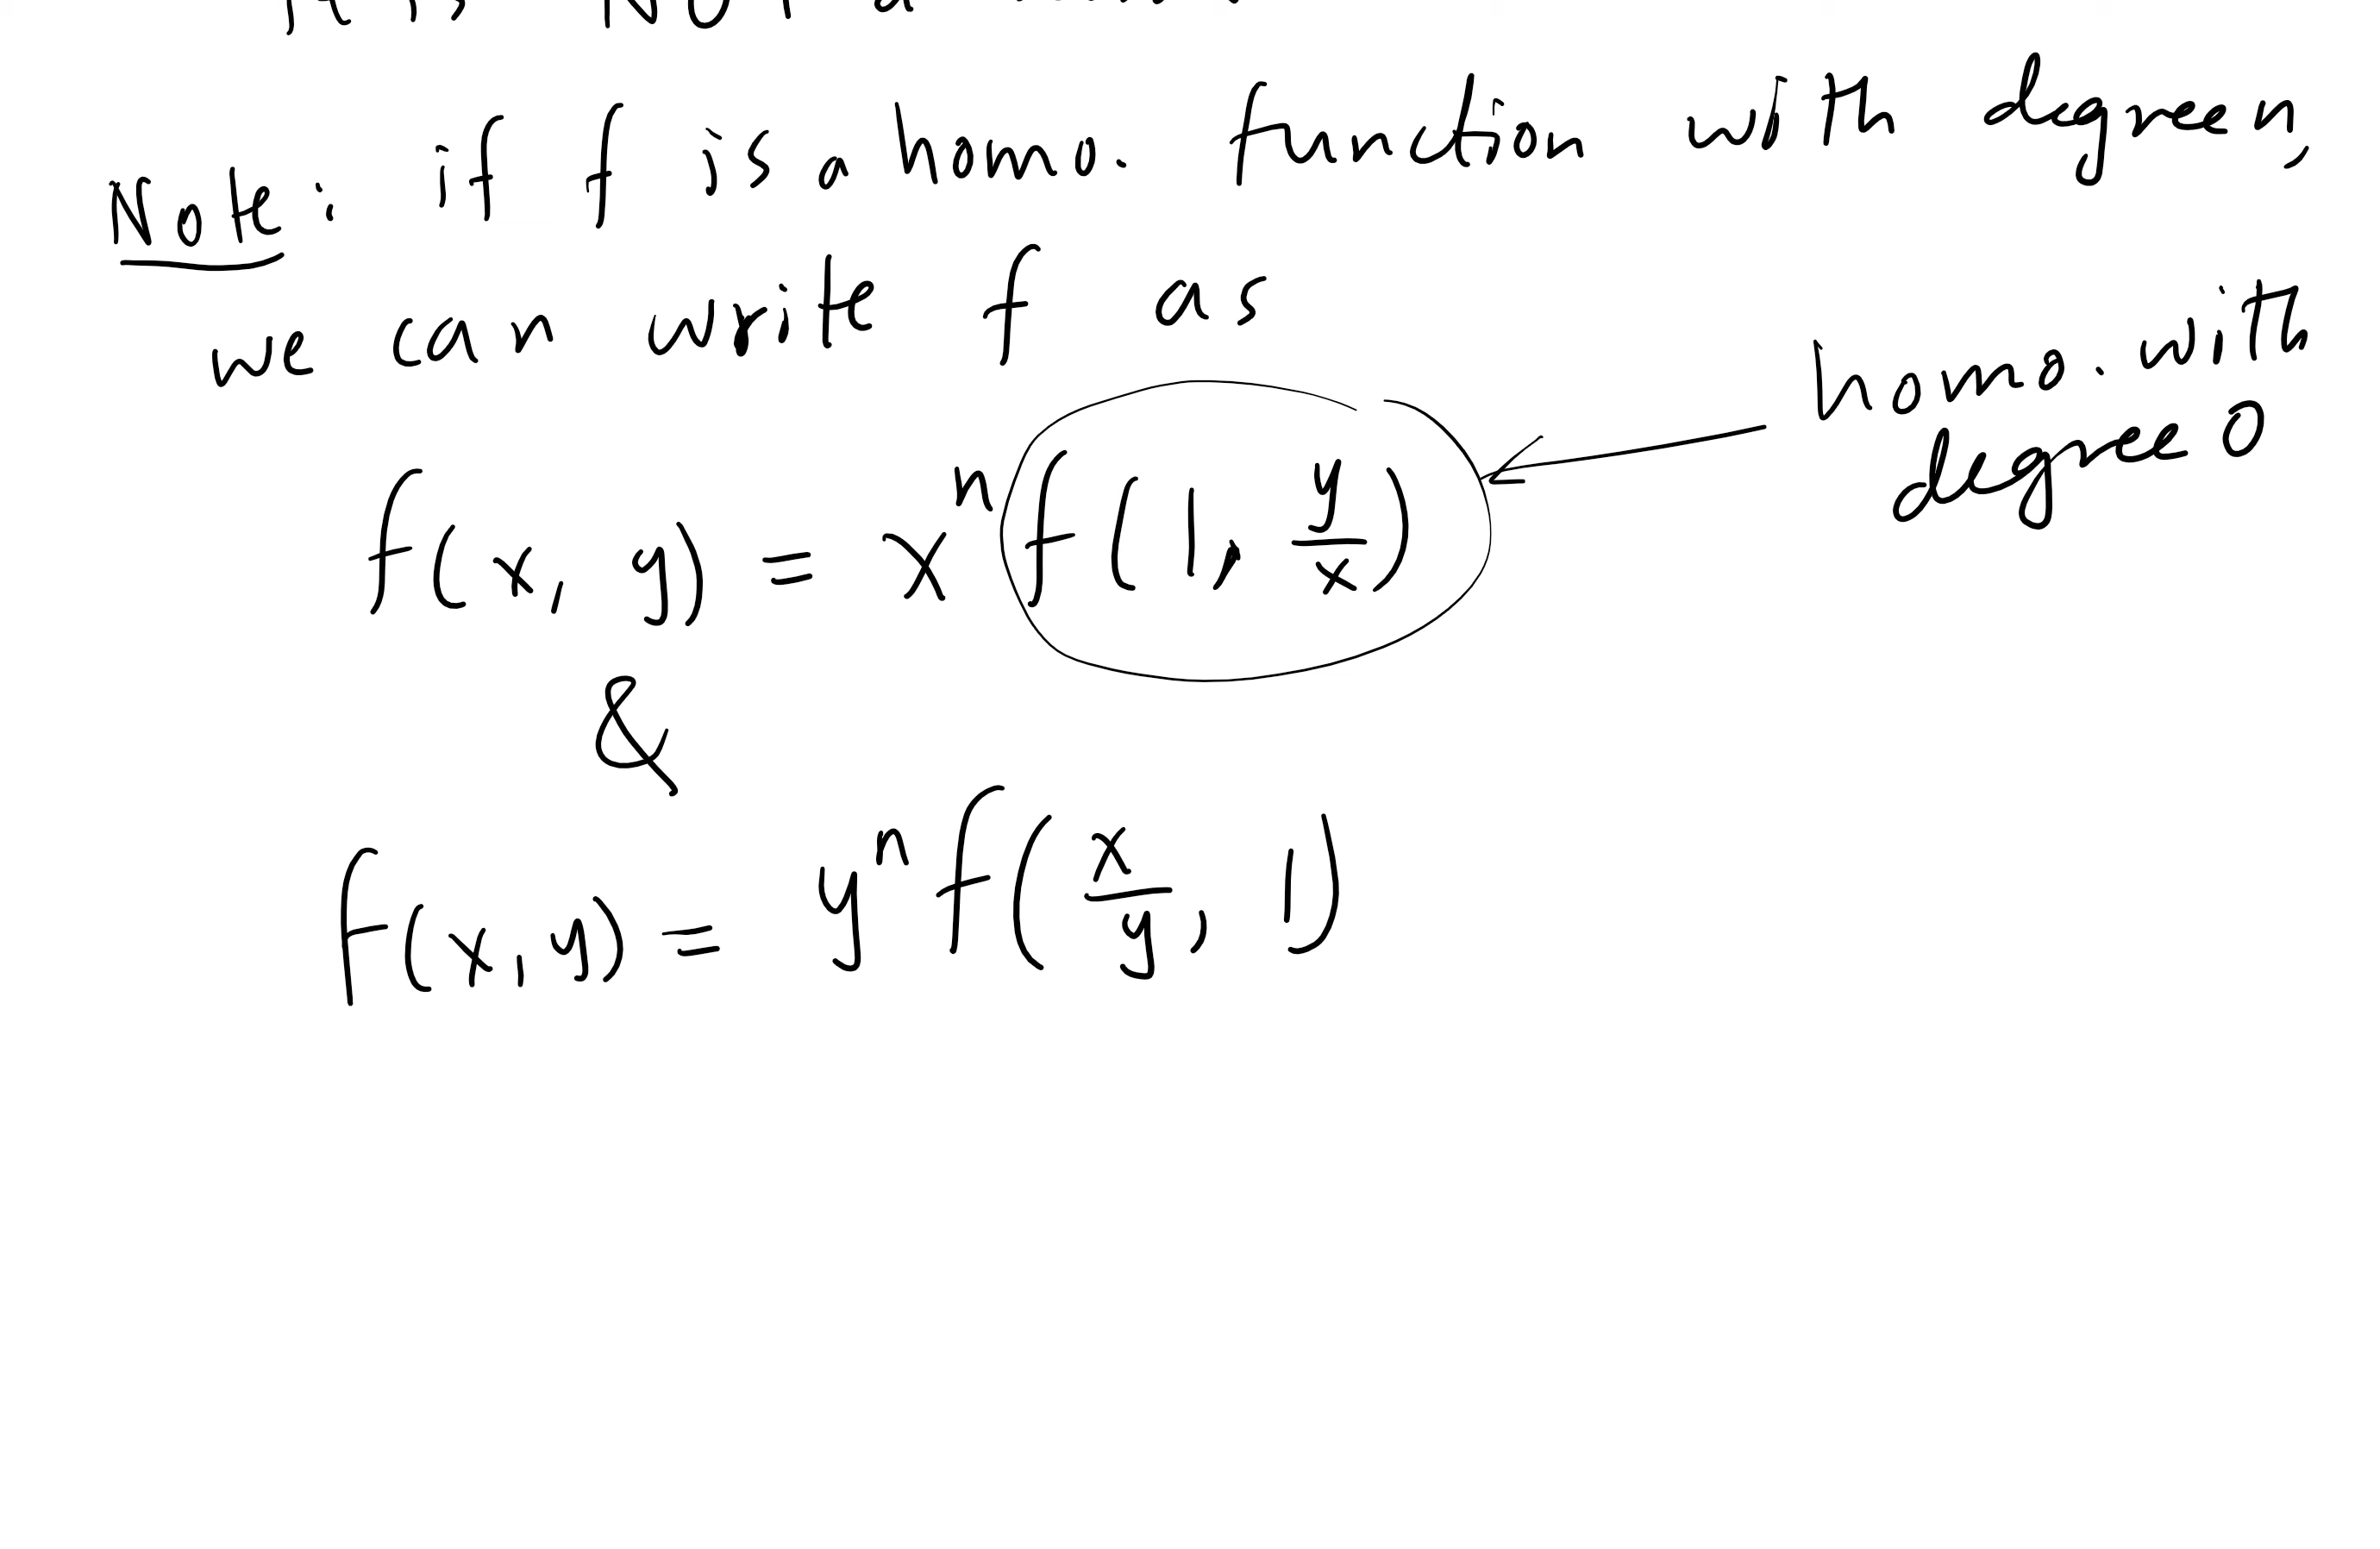 Note: if f is a homo. function with degree n,
we can write f as
homo. with
degree 0
f(x, y) = x^n f(1, y/x)
&
f(x, y) = y^n f(x/y, 1)